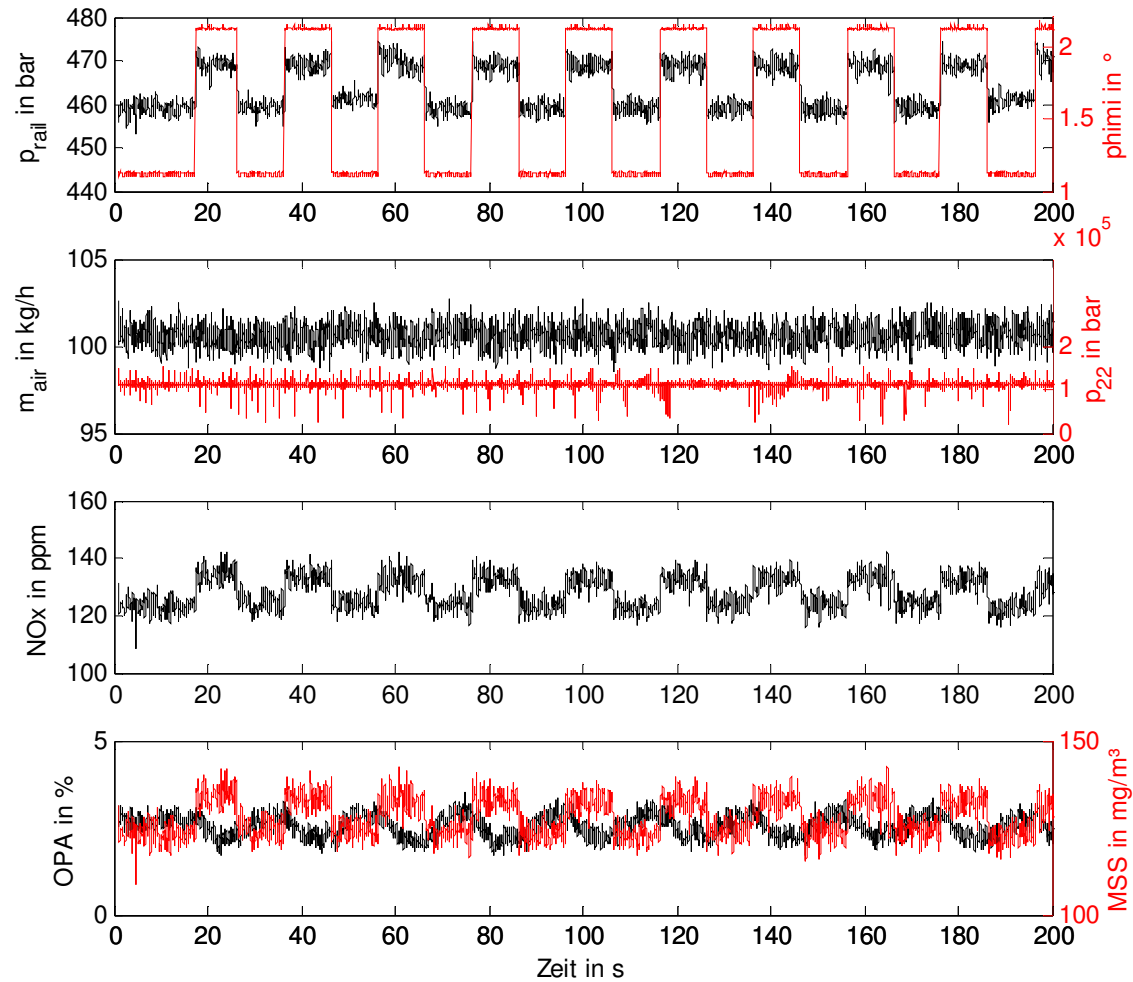 480
470
460
450
440
p_rail in bar
2
1.5
1
phimi in °
0 20 40 60 80 100 120 140 160 180 200
x 10^5
105
100
95
m_air in kg/h
2
1
0
p_22 in bar
0 20 40 60 80 100 120 140 160 180 200
160
140
120
100
NOx in ppm
0 20 40 60 80 100 120 140 160 180 200
5
0
OPA in %
150
100
MSS in mg/m³
0 20 40 60 80 100 120 140 160 180 200
Zeit in s